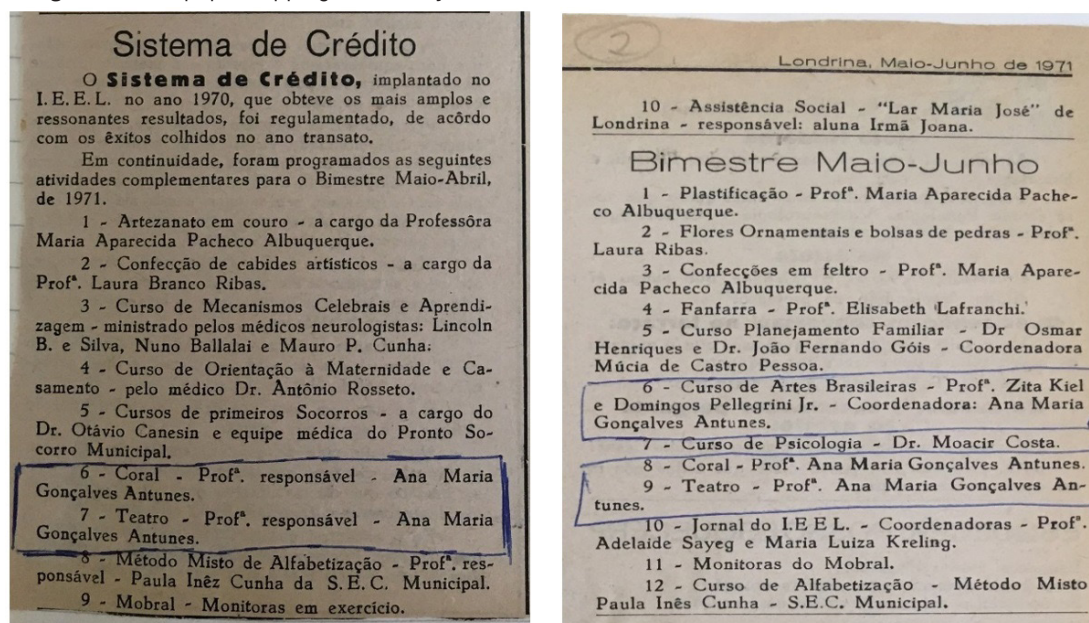 Sistema de Crédito
O Sistema de Crédito, implantado no
I.E.E.L. no ano 1970, que obteve os mais amplos e
ressonantes resultados, foi regulamentado, de acôrdo
com os êxitos colhidos no ano transato.
Em continuidade, foram programados as seguintes
atividades complementares para o Bimestre Maio-Abril,
de 1971.
1 - Artezanato em couro - a cargo da Professôra
Maria Aparecida Pacheco Albuquerque.
2 - Confecção de cabides artísticos - a cargo da
Profª. Laura Branco Ribas.
3 - Curso de Mecanismos Celebrais e Aprendi-
zagem - ministrado pelos médicos neurologistas: Lincoln
B. e Silva, Nuno Ballalai e Mauro P. Cunha.
4 - Curso de Orientação à Maternidade e Ca-
samento - pelo médico Dr. Antônio Rosseto.
5 - Cursos de primeiros Socorros - a cargo do
Dr. Otávio Canesin e equipe médica do Pronto So-
corro Municipal.
6 - Coral - Profª. responsável - Ana Maria
Gonçalves Antunes.
7 - Teatro - Profª. responsável - Ana Maria
Gonçalves Antunes.
8 - Método Misto de Alfabetização - Profª. res-
ponsável - Paula Inêz Cunha da S.E.C. Municipal.
9 - Mobral - Monitoras em exercício.
2
Londrina, Maio-Junho de 1971
10 - Assistência Social - "Lar Maria José" de
Londrina - responsável: aluna Irmã Joana.
Bimestre Maio-Junho
1 - Plastificação - Profª. Maria Aparecida Pache-
co Albuquerque.
2 - Flores Ornamentais e bolsas de pedras - Profª.
Laura Ribas.
3 - Confecções em feltro - Profª. Maria Apare-
cida Pacheco Albuquerque.
4 - Fanfarra - Profª. Elisabeth Lafranchi.
5 - Curso Planejamento Familiar - Dr Osmar
Henriques e Dr. João Fernando Góis - Coordenadora
Múcia de Castro Pessoa.
6 - Curso de Artes Brasileiras - Profª. Zita Kiel
e Domingos Pellegrini Jr. - Coordenadora: Ana Maria
Gonçalves Antunes.
7 - Curso de Psicologia - Dr. Moacir Costa.
8 - Coral - Profª. Ana Maria Gonçalves Antunes.
9 - Teatro - Profª. Ana Maria Gonçalves An-
tunes.
10 - Jornal do I.E E L. - Coordenadoras - Profª.
Adelaide Sayeg e Maria Luiza Kreling.
11 - Monitoras do Mobral.
12 - Curso de Alfabetização - Método Misto
Paula Inês Cunha - S.E.C. Municipal.